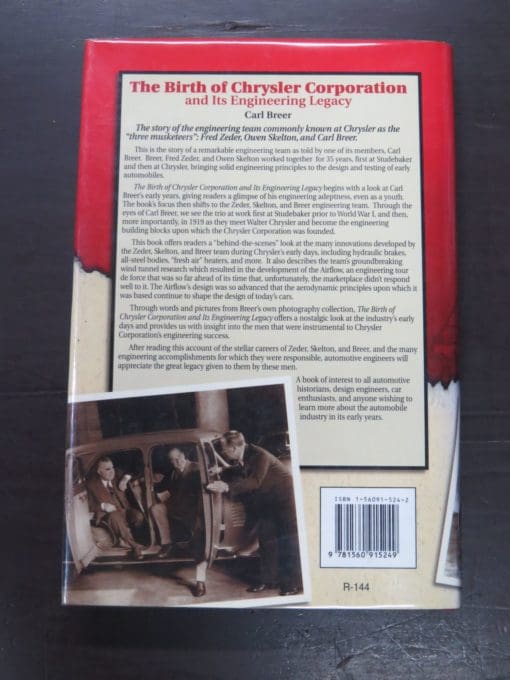 The Birth of Chrysler Corporation
and Its Engineering Legacy
Carl Breer
The story of the engineering team commonly known at Chrysler as the
“three musketeers”: Fred Zeder, Owen Skelton, and Carl Breer.
This is the story of a remarkable engineering team as told by one of its members, Carl
Breer. Breer, Fred Zeder, and Owen Skelton worked together for 35 years, first at Studebaker
and then at Chrysler, bringing solid engineering principles to the design and testing of early
automobiles.
The Birth of Chrysler Corporation and Its Engineering Legacy begins with a look at Carl
Breer's early years, giving readers a glimpse of his engineering adeptness, even as a youth.
The book's focus then shifts to the Zeder, Skelton, and Breer engineering team. Through the
eyes of Carl Breer, we see the trio at work first at Studebaker prior to World War I, and then,
more importantly, in 1919 as they meet Walter Chrysler and become the engineering
building blocks upon which the Chrysler Corporation was founded.
This book offers readers a “behind-the-scenes” look at the many innovations developed by
the Zeder, Skelton, and Breer team during Chrysler's early days, including hydraulic brakes,
all-steel bodies, “fresh air” heaters, and more. It also describes the team's groundbreaking
wind tunnel research which resulted in the development of the Airflow, an engineering tour
de force that was so far ahead of its time that, unfortunately, the marketplace didn't respond
well to it. The Airflow's design was so advanced that the aerodynamic principles upon which it
was based continue to shape the design of today's cars.
Through words and pictures from Breer's own photography collection, The Birth of
Chrysler Corporation and Its Engineering Legacy offers a nostalgic look at the industry's early
days and provides us with insight into the men that were instrumental to Chrysler
Corporation's engineering success.
After reading this account of the stellar careers of Zeder, Skelton, and Breer, and the many
engineering accomplishments for which they were responsible, automotive engineers will
appreciate the great legacy given to them by these men.
A book of interest to all automotive
historians, design engineers, car
enthusiasts, and anyone wishing to
learn more about the automobile
industry in its early years.
ISBN 1-56091-524-2
9 781560 915249
R-144